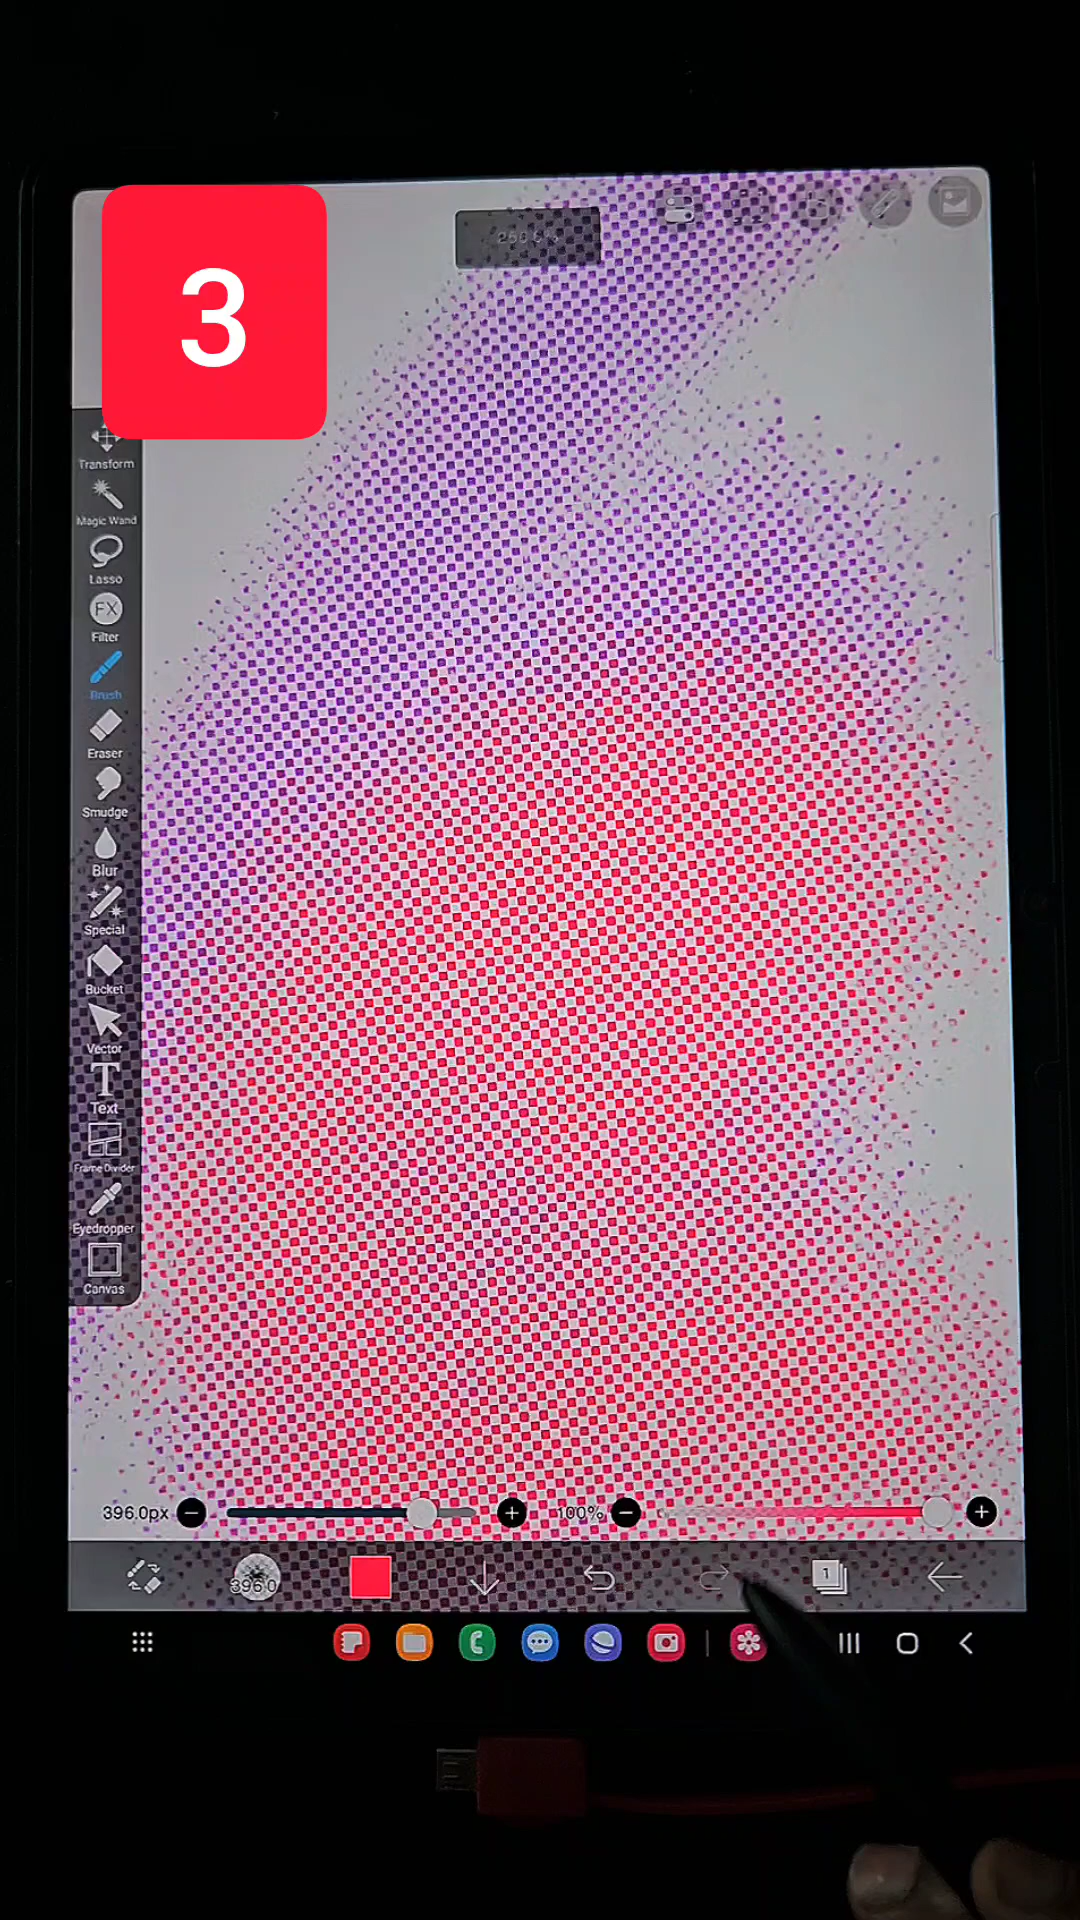 3
Transform
Magic Wand
Lasso
FX
Filter
Brush
Eraser
Smudge
Blur
Special
Bucket
Vector
T
Text
Frame Divider
Eyedropper
Canvas
396.0px
100%
396.0
1